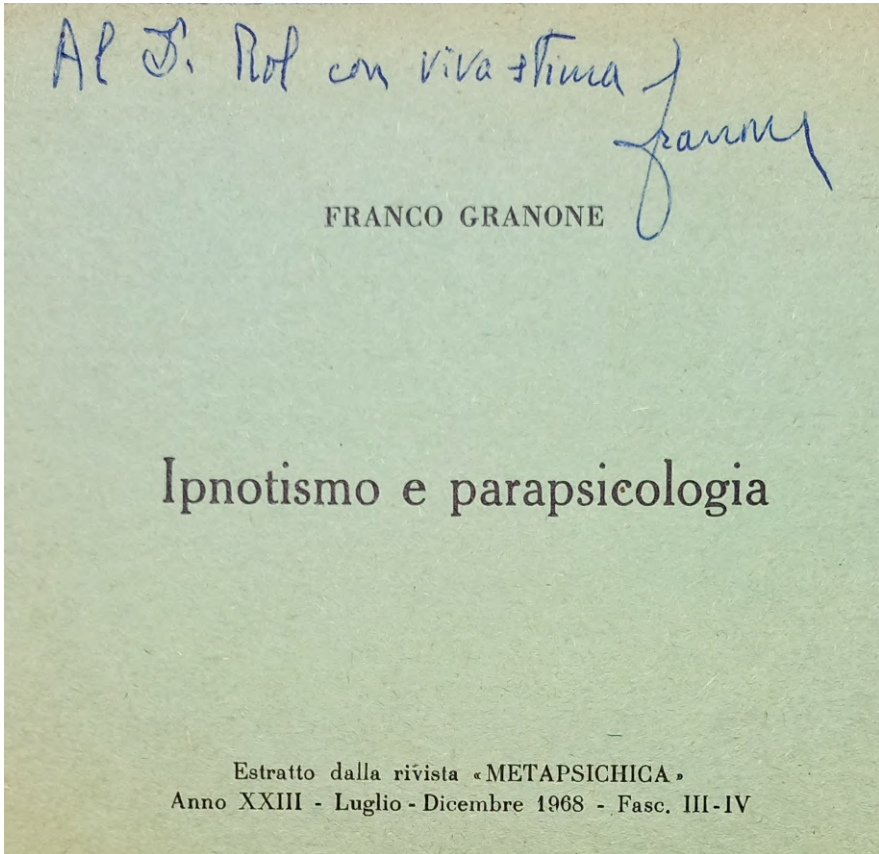 Al D. Rol con viva stima
Granone
FRANCO GRANONE
Ipnotismo e parapsicologia
Estratto dalla rivista «METAPSICHICA»
Anno XXIII - Luglio - Dicembre 1968 - Fasc. III-IV